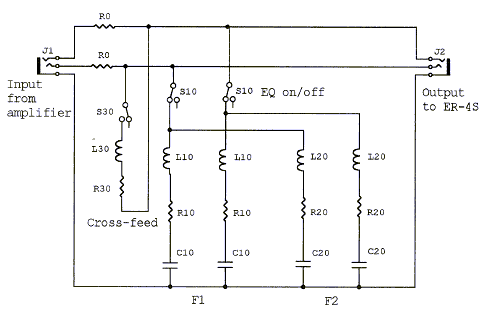 R0
J1
R0
J2
Input
from
amplifier
S10
S10
EQ on/off
Output
to ER-4S
S30
L30
L10
L10
L20
L20
R30
R10
R10
R20
R20
Cross-feed
C10
C10
C20
C20
F1
F2